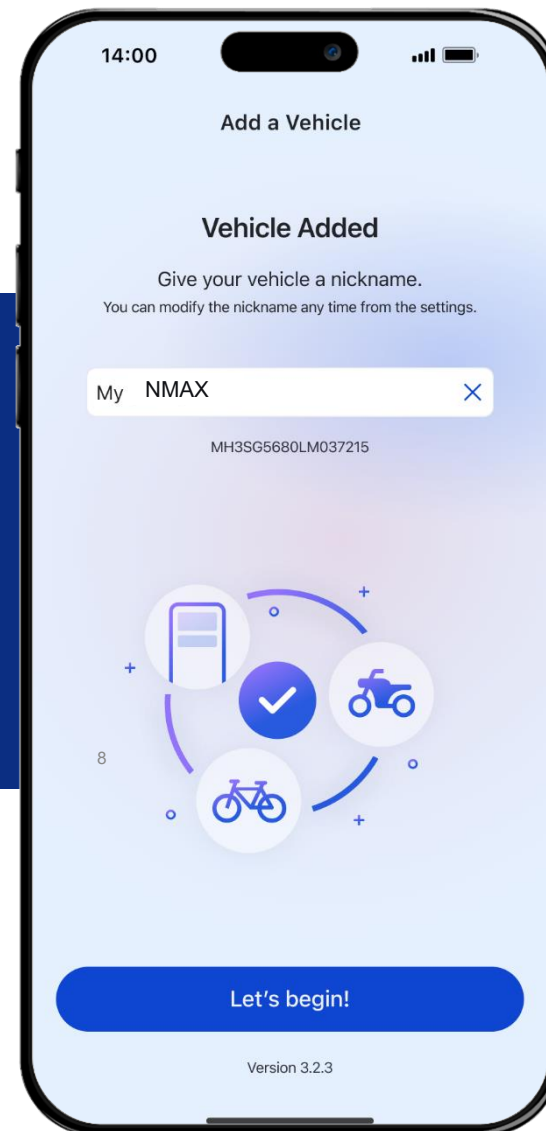 14:00
Add a Vehicle
Vehicle Added
Give your vehicle a nickname.
You can modify the nickname any time from the settings.
My NMAX
MH3SG5680LM037215
8
Let's begin!
Version 3.2.3